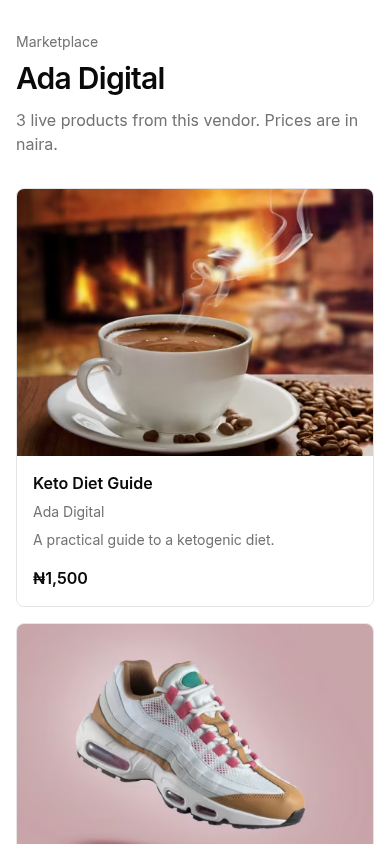 Marketplace
Ada Digital
3 live products from this vendor. Prices are in
naira.
Keto Diet Guide
Ada Digital
A practical guide to a ketogenic diet.
₦1,500